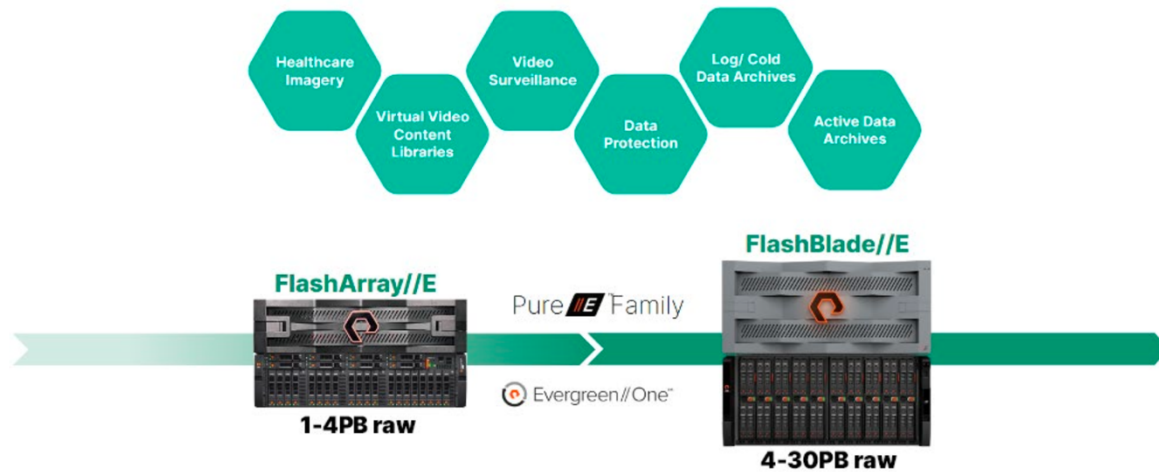 Healthcare
Imagery
Virtual Video
Content
Libraries
Video
Surveillance
Data
Protection
Log/ Cold
Data Archives
Active Data
Archives
FlashArray//E
1-4PB raw
Pure //E Family
Evergreen//One™
FlashBlade//E
4-30PB raw